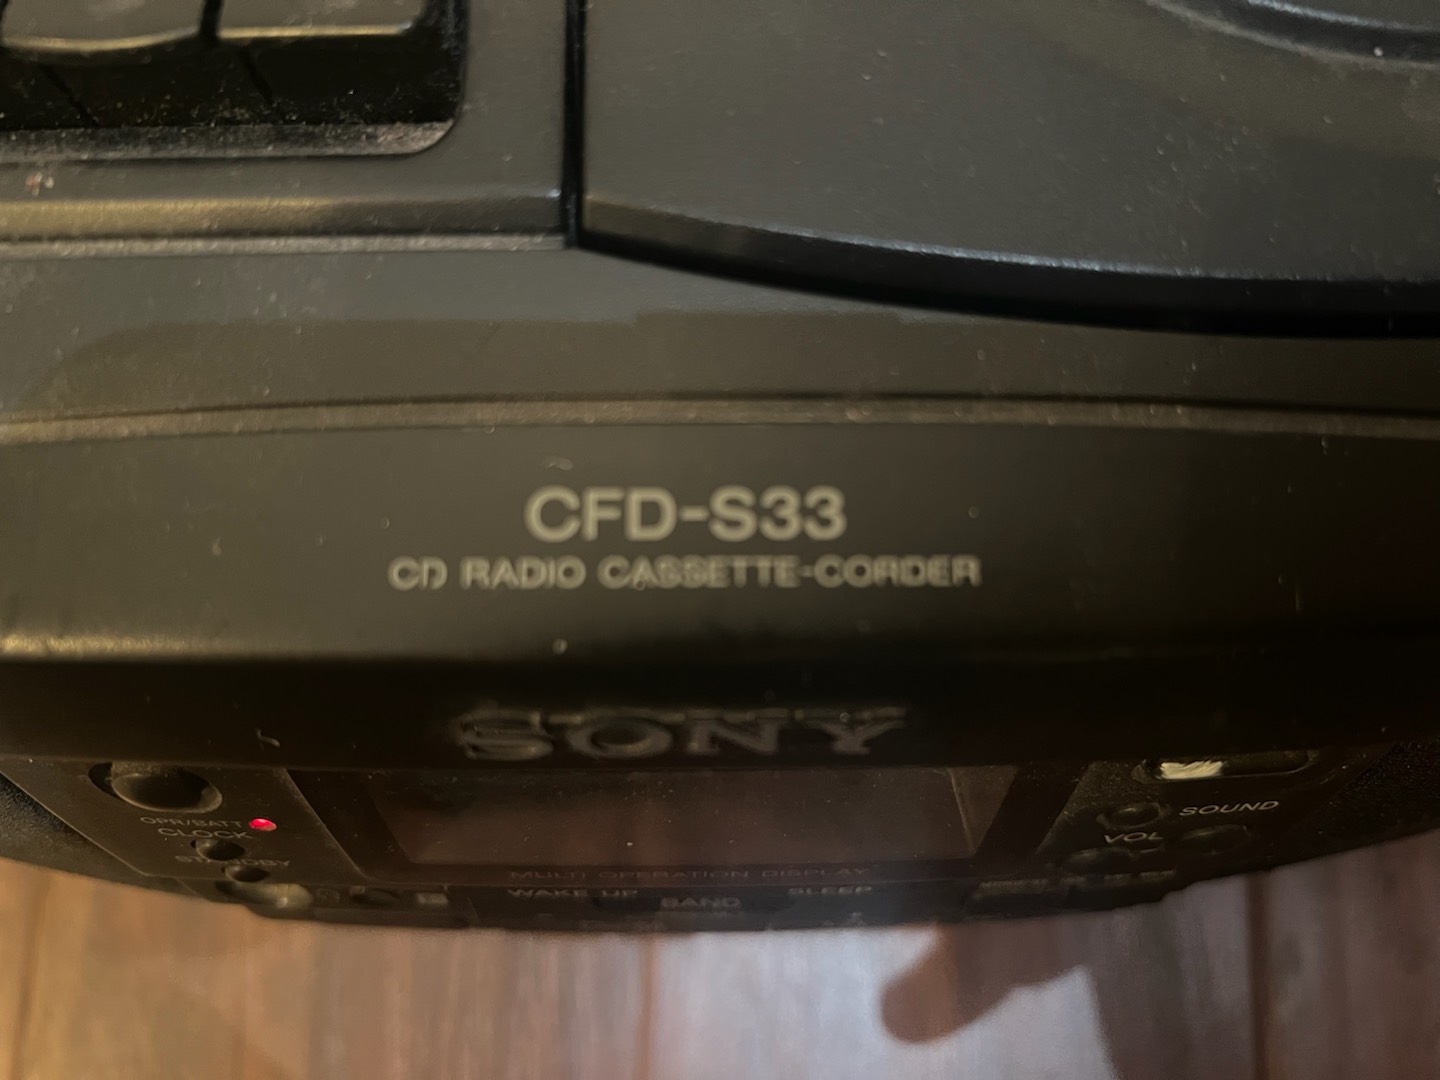 CFD-S33
CD RADIO CASSETTE-CORDER
SONY
OPR/BATT
CLOCK
STANDBY
SOUND
VOL
MULTI OPERATION DISPLAY
WAKE UP
SLEEP
BAND